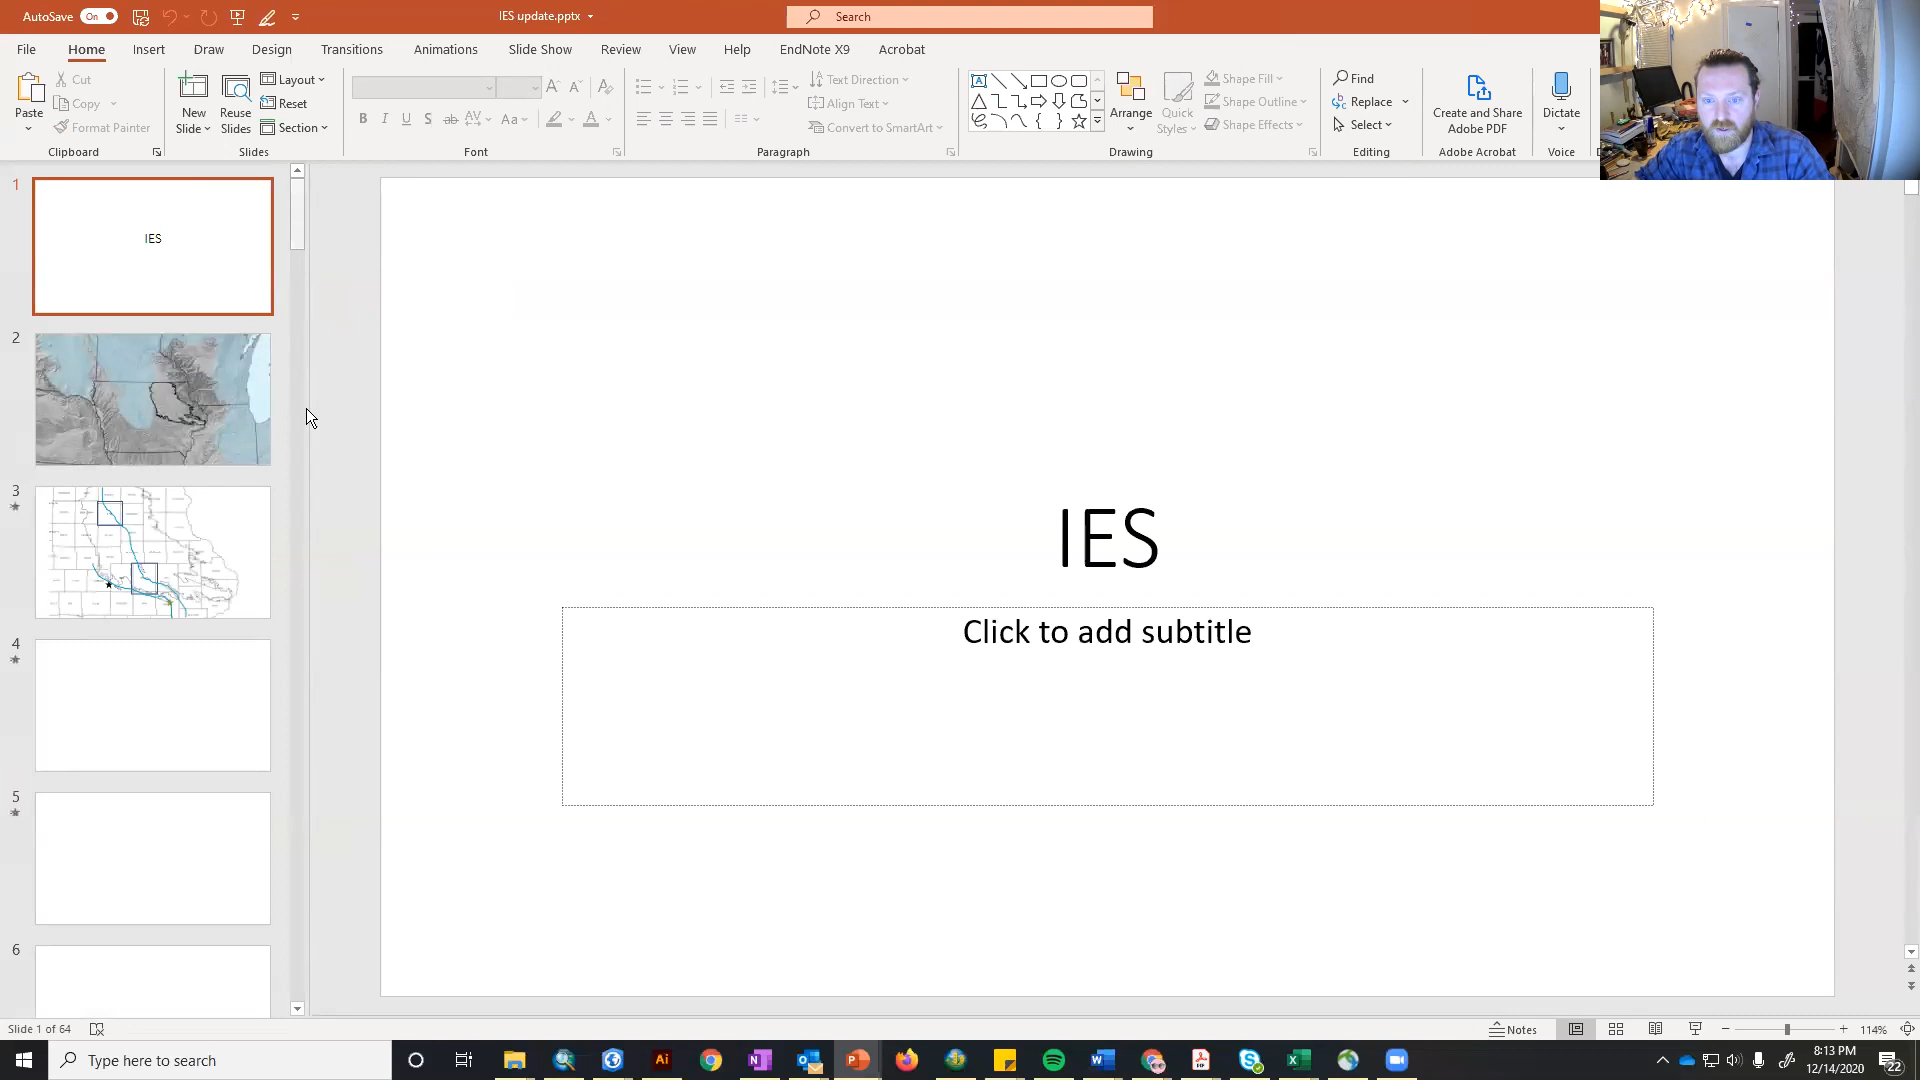 AutoSave On IES update.pptx Search
File Home Insert Draw Design Transitions Animations Slide Show Review View Help EndNote X9 Acrobat
Paste
Cut
Copy
Format Painter
Clipboard
New Slide
Reuse Slides
Layout
Reset
Section
Slides
B I U S ab AV Aa A
Font
Text Direction
Align Text
Convert to SmartArt
Paragraph
Arrange
Quick Styles
Shape Fill
Shape Outline
Shape Effects
Drawing
Find
Replace
Select
Editing
Create and Share Adobe PDF
Adobe Acrobat
Dictate
Voice
1
IES
2
3
4
5
6
IES
Click to add subtitle
Slide 1 of 64 Notes 114%
Type here to search
8:13 PM
12/14/2020
22